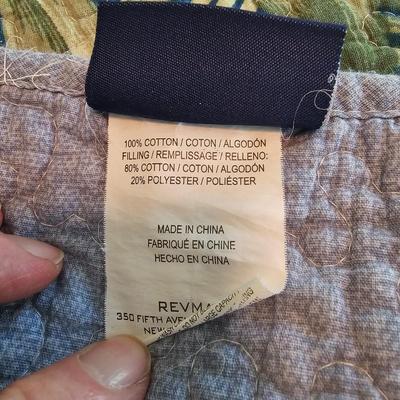 100% COTTON / COTON / ALGODÓN
FILLING / REMPLISSAGE / RELLENO:
80% COTTON / COTON / ALGODÓN
20% POLYESTER / POLIÉSTER
MADE IN CHINA
FABRIQUÉ EN CHINE
HECHO EN CHINA
REVMA
350 FIFTH AVE
NEW